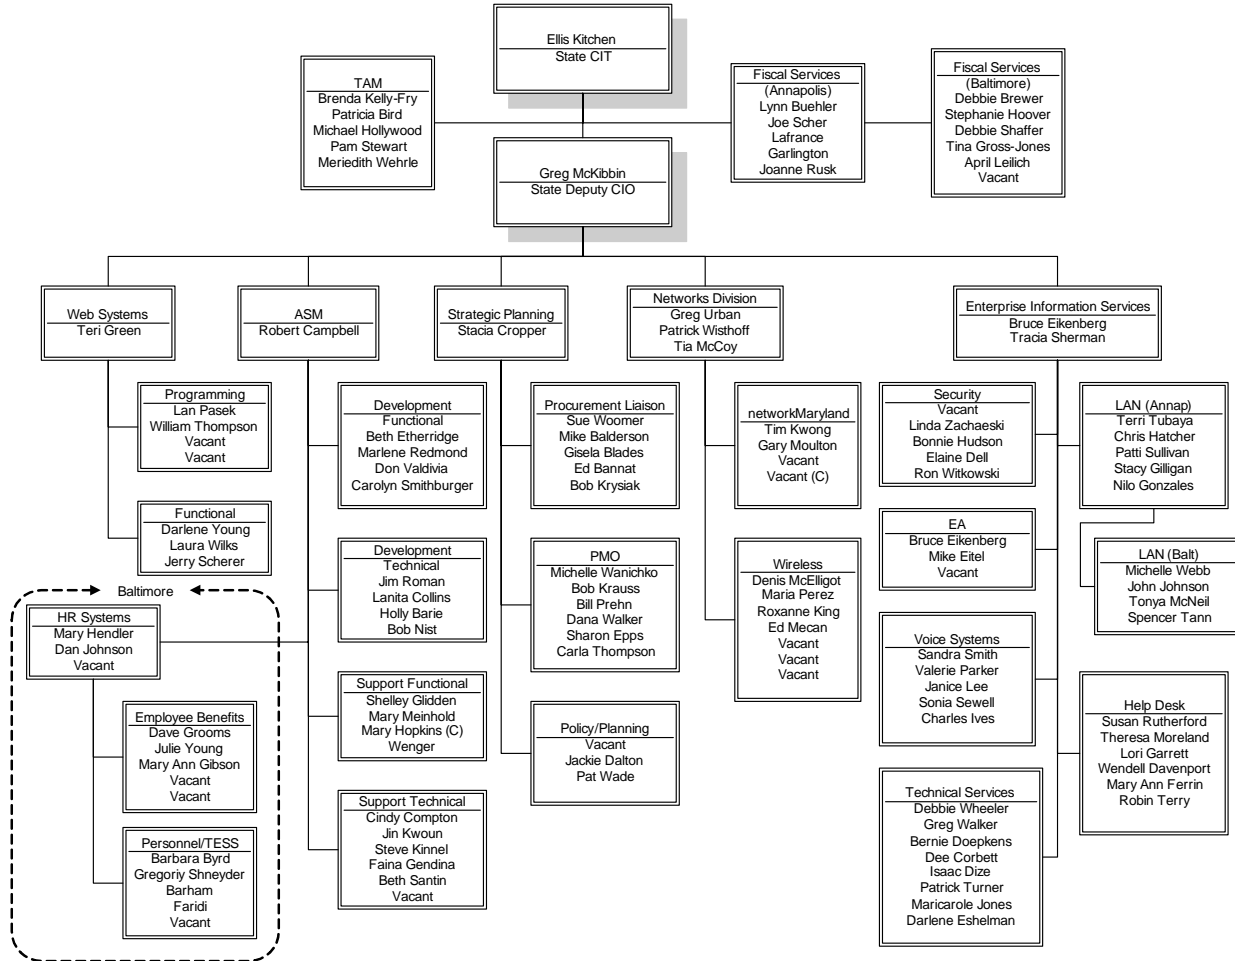 Ellis Kitchen
State CIT
TAM
Brenda Kelly-Fry
Patricia Bird
Michael Hollywood
Pam Stewart
Meriedith Wehrle
Fiscal Services
(Annapolis)
Lynn Buehler
Joe Scher
Lafrance
Garlington
Joanne Rusk
Fiscal Services
(Baltimore)
Debbie Brewer
Stephanie Hoover
Debbie Shaffer
Tina Gross-Jones
April Leilich
Vacant
Greg McKibbin
State Deputy CIO
Web Systems
Teri Green
ASM
Robert Campbell
Strategic Planning
Stacia Cropper
Networks Division
Greg Urban
Patrick Wisthoff
Tia McCoy
Enterprise Information Services
Bruce Eikenberg
Tracia Sherman
Programming
Lan Pasek
William Thompson
Vacant
Vacant
Functional
Darlene Young
Laura Wilks
Jerry Scherer
Baltimore
HR Systems
Mary Hendler
Dan Johnson
Vacant
Employee Benefits
Dave Grooms
Julie Young
Mary Ann Gibson
Vacant
Vacant
Personnel/TESS
Barbara Byrd
Gregoriy Shneyder
Barham
Faridi
Vacant
Development
Functional
Beth Etherridge
Marlene Redmond
Don Valdivia
Carolyn Smithburger
Development
Technical
Jim Roman
Lanita Collins
Holly Barie
Bob Nist
Support Functional
Shelley Glidden
Mary Meinhold
Mary Hopkins (C)
Wenger
Support Technical
Cindy Compton
Jin Kwoun
Steve Kinnel
Faina Gendina
Beth Santin
Vacant
Procurement Liaison
Sue Woomer
Mike Balderson
Gisela Blades
Ed Bannat
Bob Krysiak
PMO
Michelle Wanichko
Bob Krauss
Bill Prehn
Dana Walker
Sharon Epps
Carla Thompson
Policy/Planning
Vacant
Jackie Dalton
Pat Wade
networkMaryland
Tim Kwong
Gary Moulton
Vacant
Vacant (C)
Wireless
Denis McElligot
Maria Perez
Roxanne King
Ed Mecan
Vacant
Vacant
Vacant
Security
Vacant
Linda Zachaeski
Bonnie Hudson
Elaine Dell
Ron Witkowski
EA
Bruce Eikenberg
Mike Eitel
Vacant
Voice Systems
Sandra Smith
Valerie Parker
Janice Lee
Sonia Sewell
Charles Ives
Technical Services
Debbie Wheeler
Greg Walker
Bernie Doepkens
Dee Corbett
Isaac Dize
Patrick Turner
Maricarole Jones
Darlene Eshelman
LAN (Annap)
Terri Tubaya
Chris Hatcher
Patti Sullivan
Stacy Gilligan
Nilo Gonzales
LAN (Balt)
Michelle Webb
John Johnson
Tonya McNeil
Spencer Tann
Help Desk
Susan Rutherford
Theresa Moreland
Lori Garrett
Wendell Davenport
Mary Ann Ferrin
Robin Terry